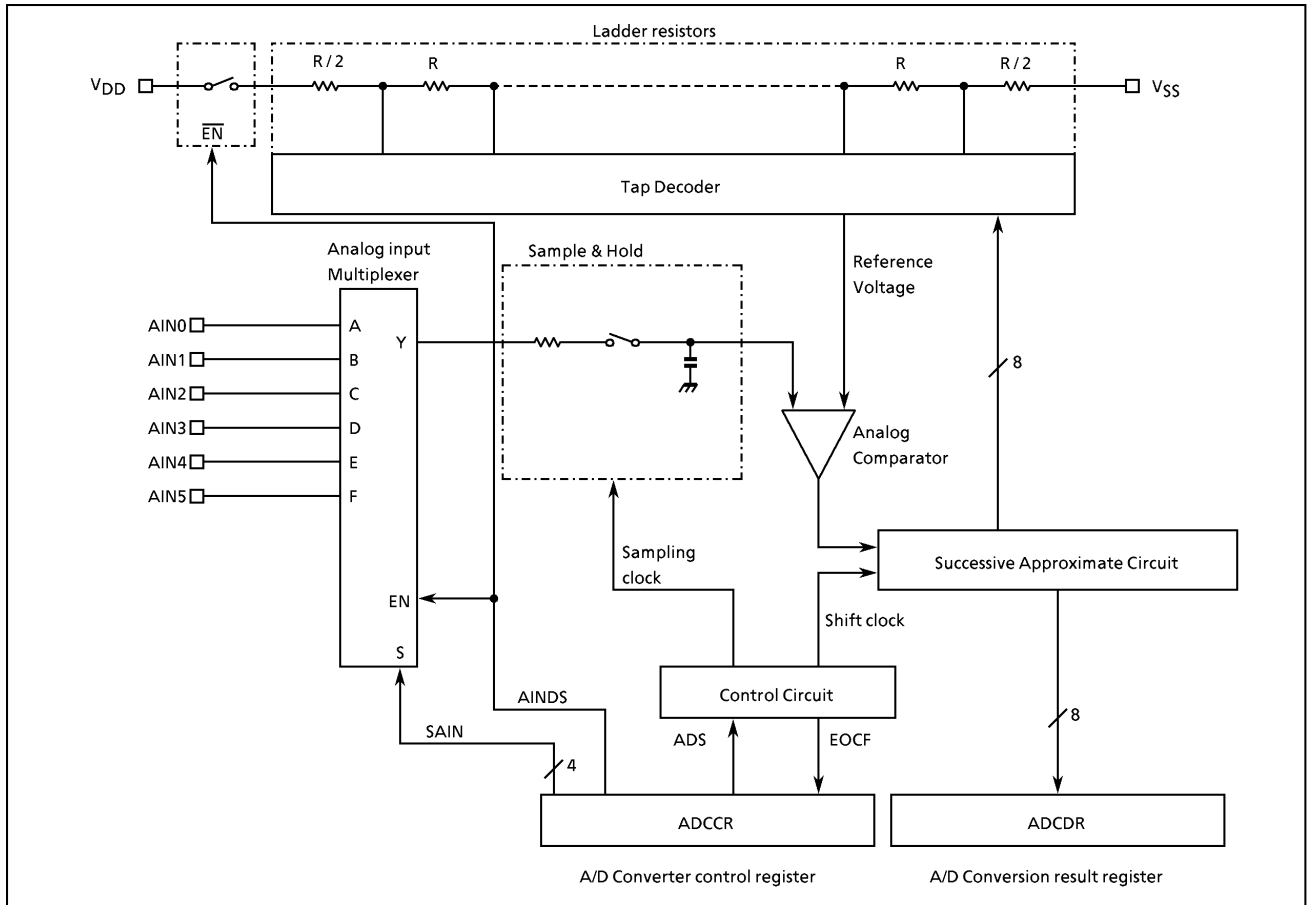 Ladder resistors
R / 2
R
R
R / 2
VDD
VSS
EN
Tap Decoder
Analog input
Multiplexer
Sample & Hold
Reference
Voltage
AIN0
A
Y
AIN1
B
AIN2
C
8
AIN3
D
AIN4
E
AIN5
F
Analog
Comparator
Sampling
clock
Successive Approximate Circuit
EN
Shift clock
S
Control Circuit
AINDS
SAIN
ADS
EOCF
8
4
ADCCR
ADCDR
A/D Converter control register
A/D Conversion result register